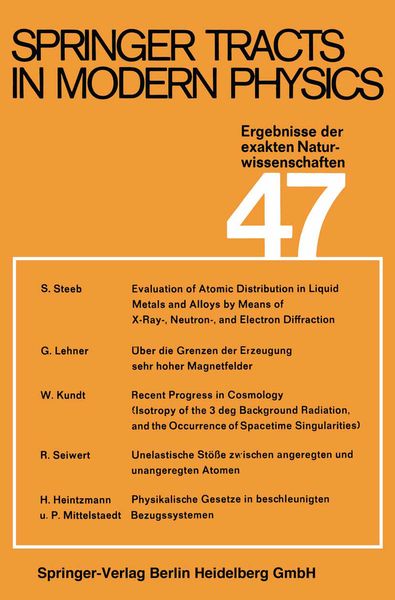 SPRINGER TRACTS
IN MODERN PHYSICS
Ergebnisse der
exakten Natur-
wissenschaften
47
S. Steeb Evaluation of Atomic Distribution in Liquid
Metals and Alloys by Means of
X-Ray-, Neutron-, and Electron Diffraction
G. Lehner Über die Grenzen der Erzeugung
sehr hoher Magnetfelder
W. Kundt Recent Progress in Cosmology
(Isotropy of the 3 deg Background Radiation,
and the Occurrence of Spacetime Singularities)
R. Seiwert Unelastische Stöße zwischen angeregten und
unangeregten Atomen
H. Heintzmann Physikalische Gesetze in beschleunigten
u. P. Mittelstaedt Bezugssystemen
Springer-Verlag Berlin Heidelberg GmbH